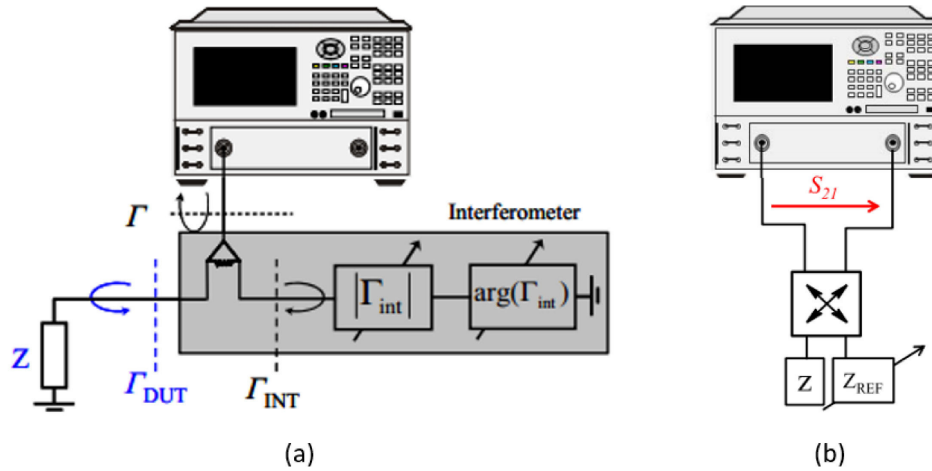 Γ
Interferometer
|Γint|
arg(Γint)
Z
ΓDUT
ΓINT
(a)
S21
Z
ZREF
(b)